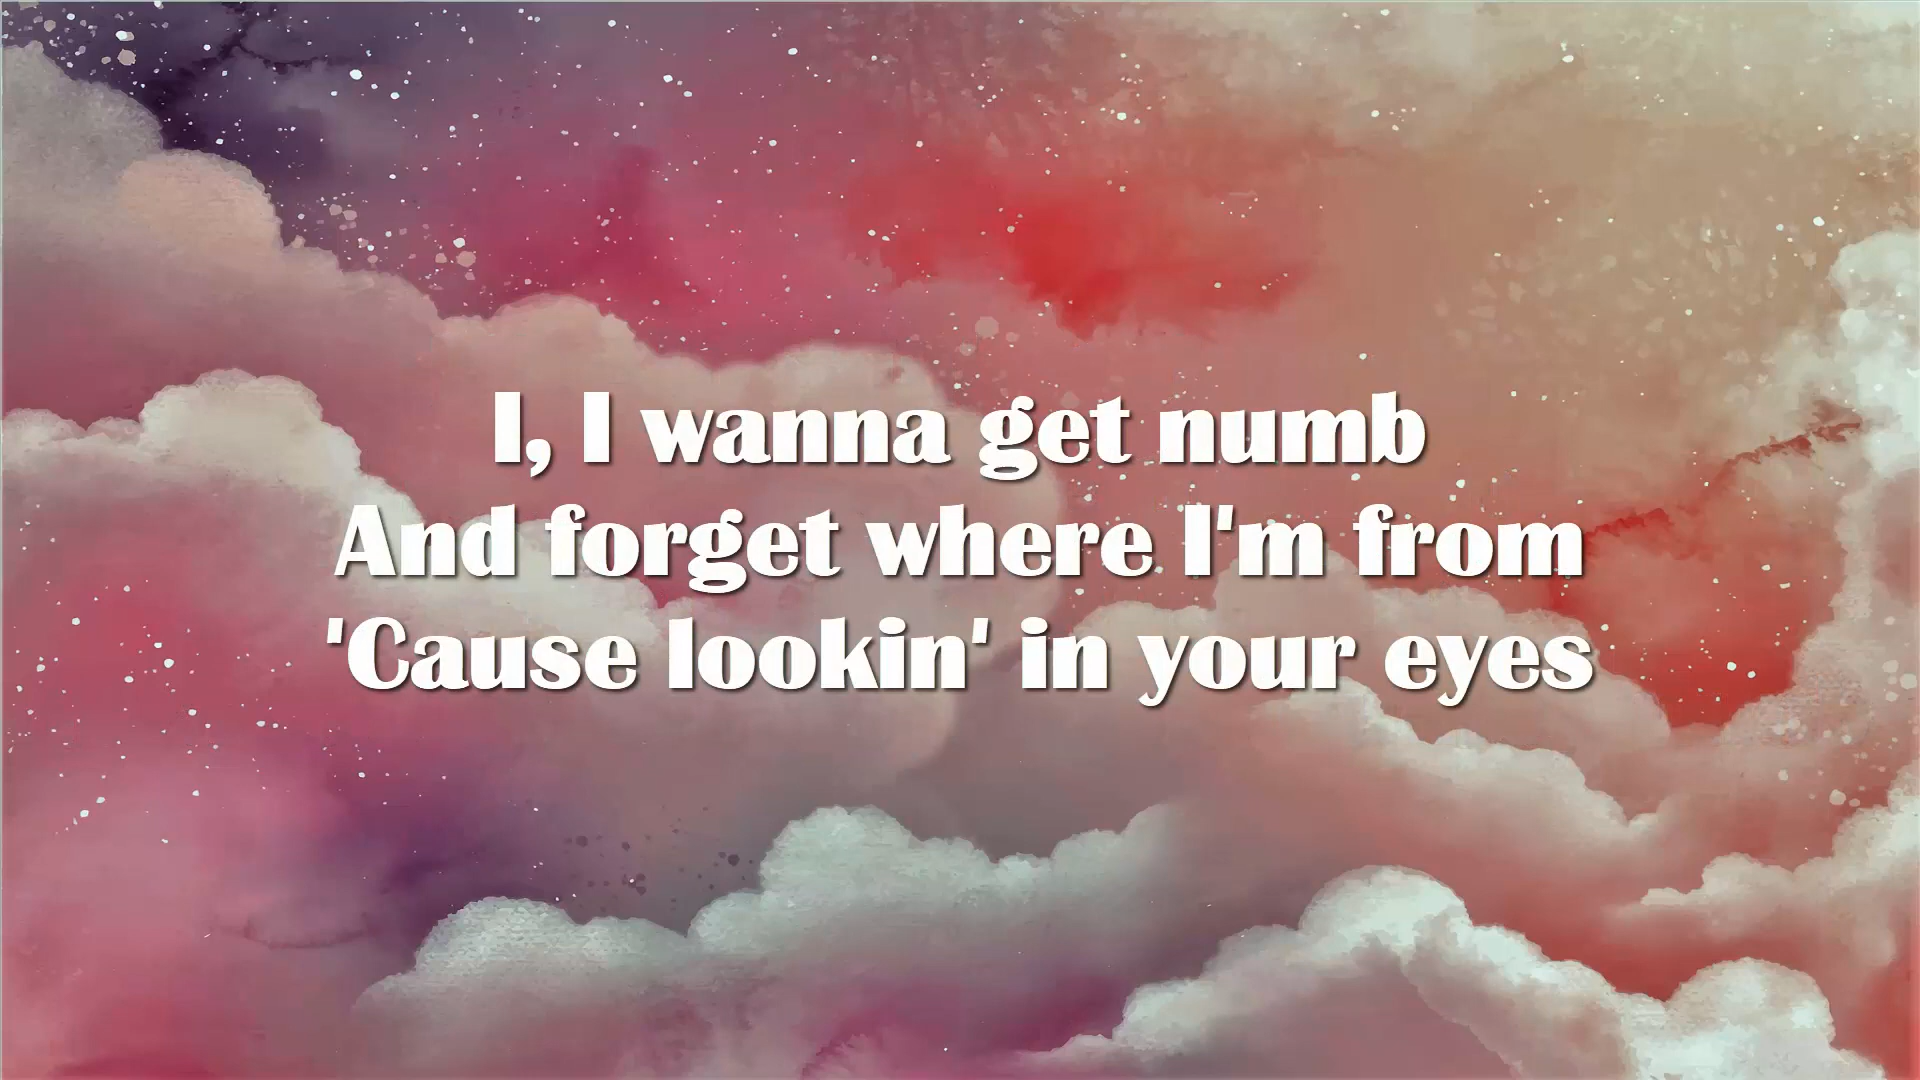 I, I wanna get numb
And forget where I'm from
'Cause lookin' in your eyes